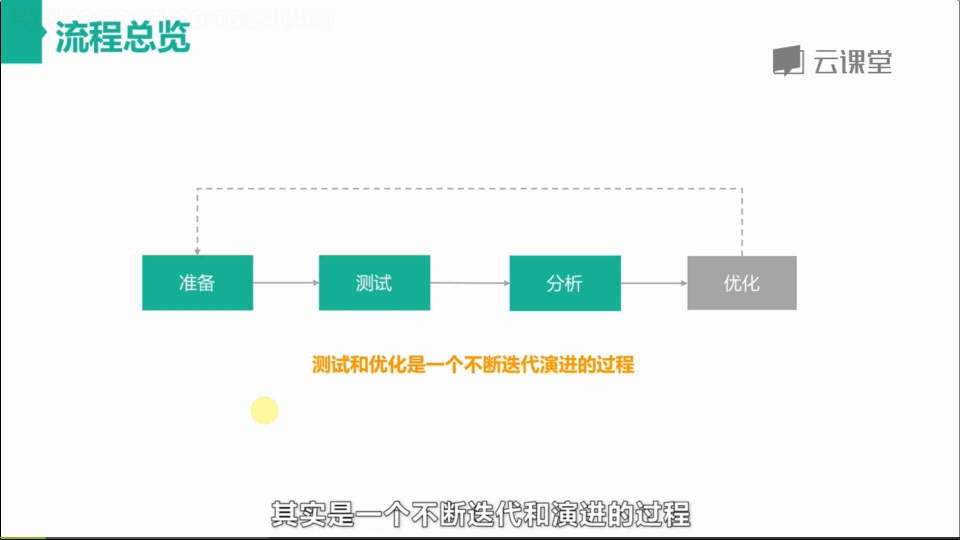 流程总览
云课堂
准备
测试
分析
优化
测试和优化是一个不断迭代演进的过程
其实是一个不断迭代和演进的过程